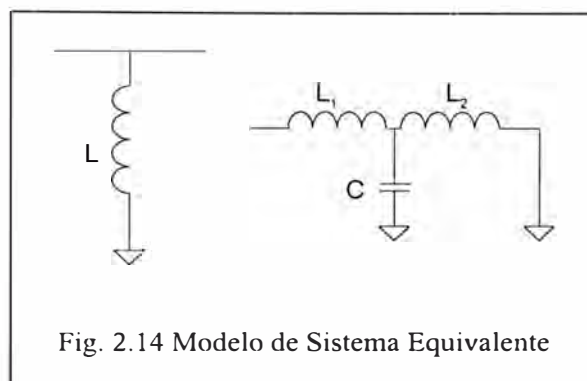 L
L₁
L₂
C
Fig. 2.14 Modelo de Sistema Equivalente